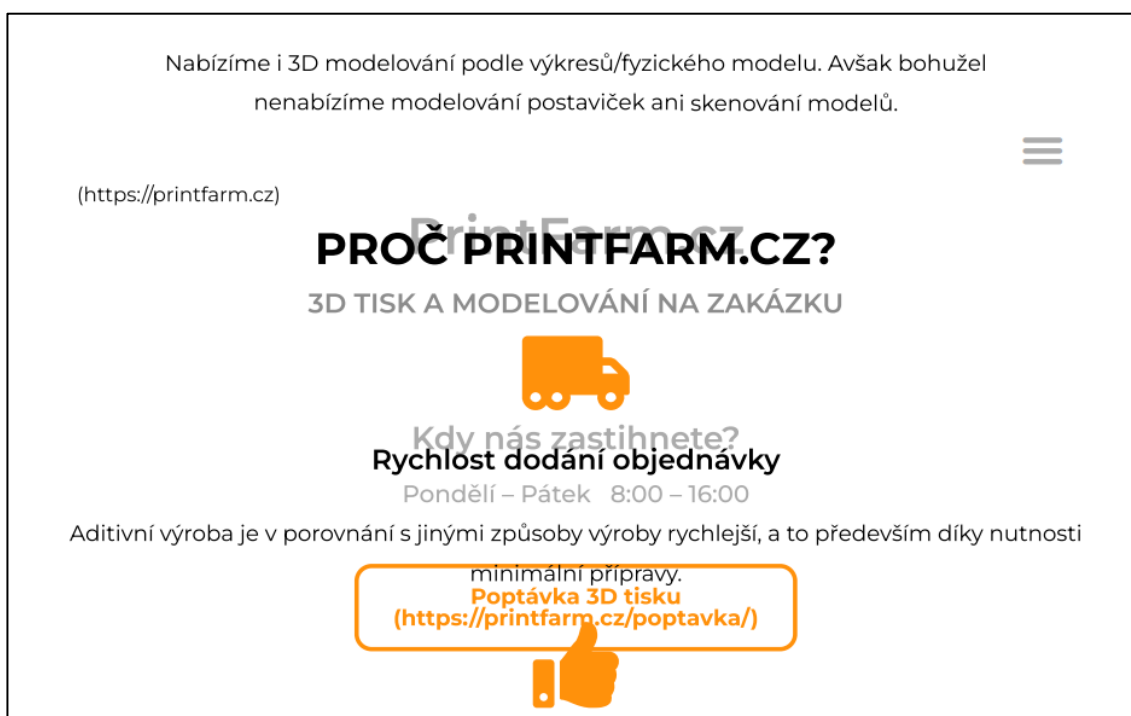 Nabízíme i 3D modelování podle výkresů/fyzického modelu. Avšak bohužel
nenabízíme modelování postaviček ani skenování modelů.
(https://printfarm.cz)
PrintFarm.cz
PROČ PRINTFARM.CZ?
3D TISK A MODELOVÁNÍ NA ZAKÁZKU
Kdy nás zastihnete?
Rychlost dodání objednávky
Pondělí – Pátek 8:00 – 16:00
Aditivní výroba je v porovnání s jinými způsoby výroby rychlejší, a to především díky nutnosti
minimální přípravy.
Poptávka 3D tisku
(https://printfarm.cz/poptavka/)